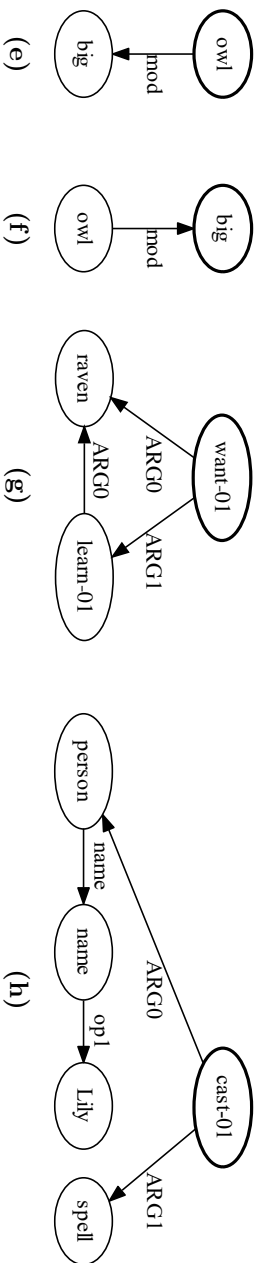 owl
mod
big
(e)
big
mod
owl
(f)
want-01
ARG0
ARG1
ARG0
raven
learn-01
(g)
cast-01
ARG0
ARG1
name
op1
person
name
Lily
spell
(h)